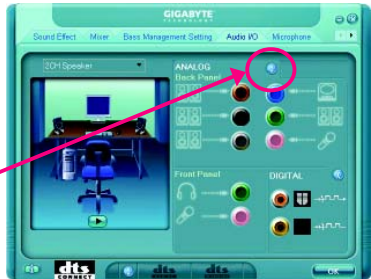 GIGABYTE
TECHNOLOGY
Sound Effect Mixer Bass Management Setting Audio I/O Microphone
2CH Speaker
ANALOG
Back Panel
Front Panel
DIGITAL
dts
CONNECT
dts
dts
OK